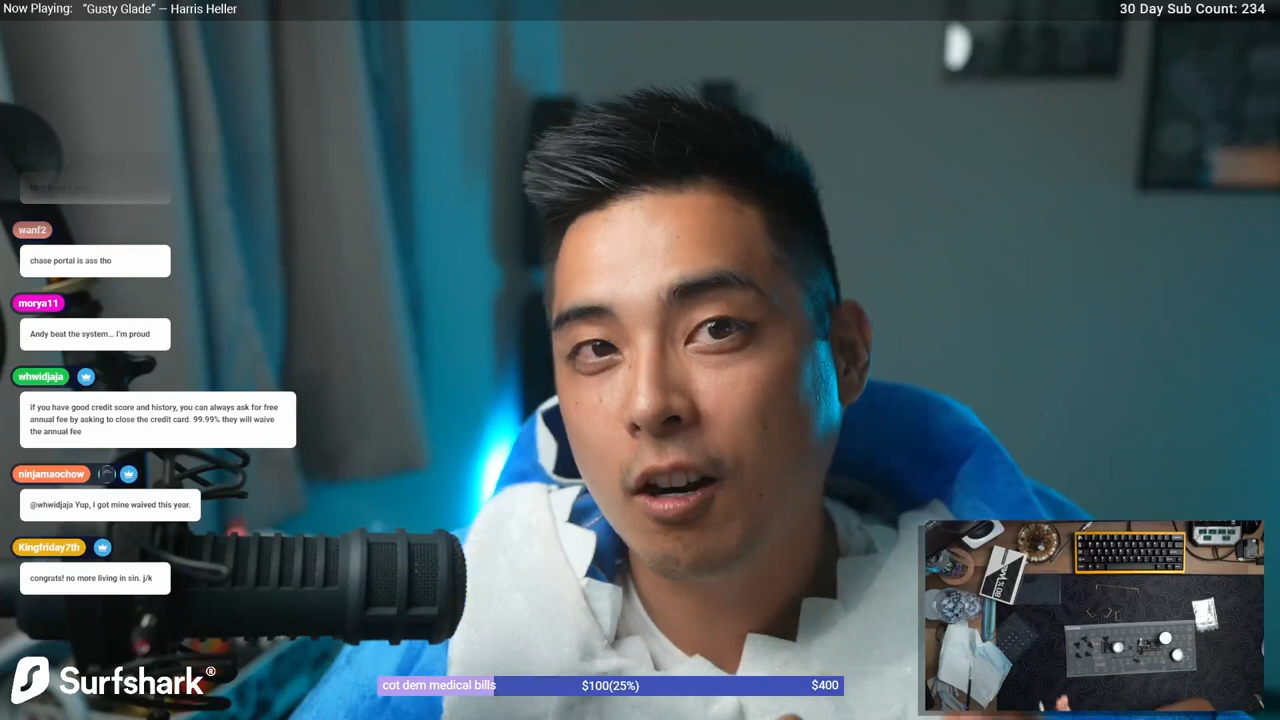 Now Playing: “Gusty Glade” — Harris Heller
30 Day Sub Count: 234
wanf2
chase portal is ass tho
morya11
Andy beat the system... I'm proud
whwidjaja
if you have good credit score and history, you can always ask for free
annual fee by asking to close the credit card. 99.99% they will waive
the annual fee
ninjamaochow
@whwidjaja Yup, I got mine waived this year.
Kingfriday7th
congrats! no more living in sin. j/k
Surfshark®
cot dem medical bills $100(25%) $400